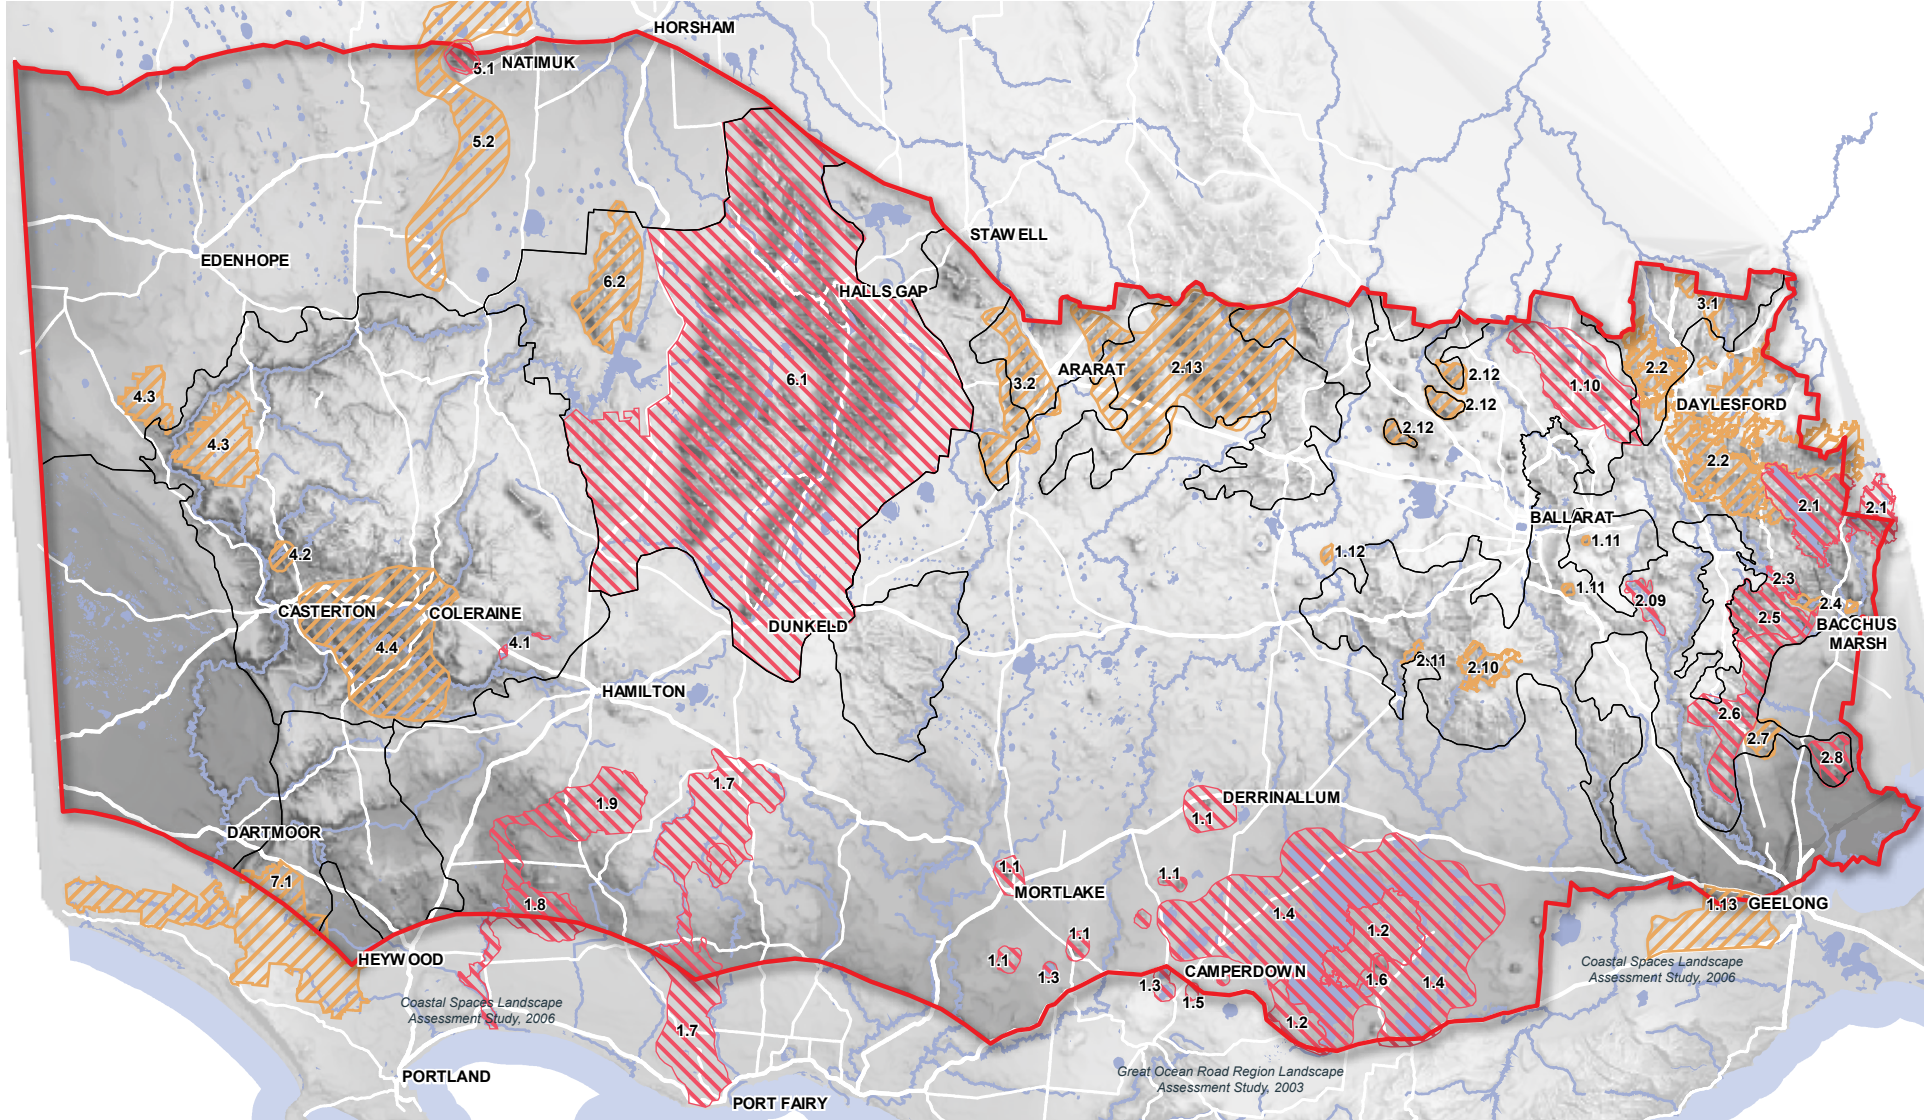 HORSHAM
NATIMUK
5.1
5.2
STAWELL
EDENHOPE
6.2
HALLS GAP
3.1
6.1
ARARAT
2.13
3.2
2.12
2.12
2.12
1.10
2.2
DAYLESFORD
4.3
4.3
2.2
2.1
2.1
BALLARAT
1.11
1.12
4.2
1.11
2.09
2.3
2.4
2.5
BACCHUS
MARSH
CASTERTON
COLERAINE
4.4
4.1
DUNKELD
2.11
2.10
HAMILTON
2.6
2.7
2.8
1.7
1.9
DERRINALLUM
1.1
DARTMOOR
7.1
1.1
MORTLAKE
1.1
1.8
1.4
1.2
1.13
GEELONG
1.1
1.1
1.3
HEYWOOD
CAMPERDOWN
1.3
1.5
1.6
1.4
1.2
Coastal Spaces Landscape
Assessment Study, 2006
Coastal Spaces Landscape
Assessment Study, 2006
1.7
Great Ocean Road Region Landscape
Assessment Study, 2003
PORTLAND
PORT FAIRY